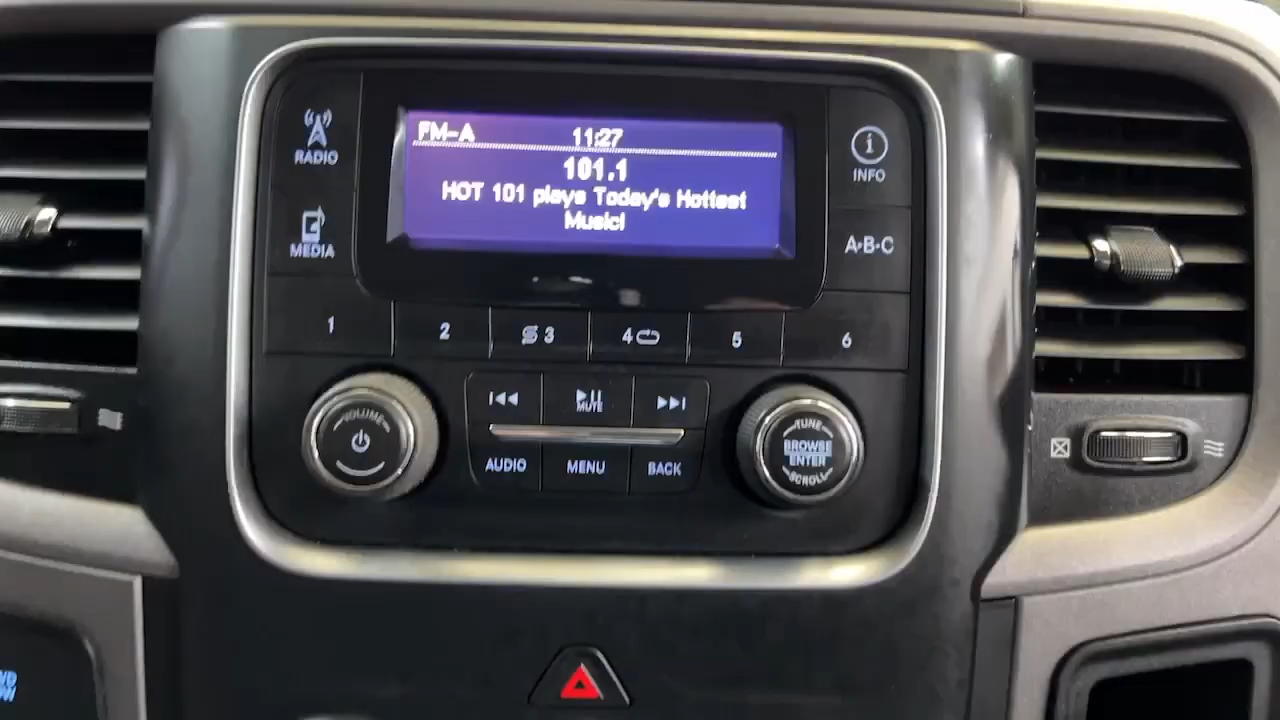 RADIO
MEDIA
FM-A 11:27
101.1
HOT 101 plays Today's Hottest
Music!
i
INFO
A•B•C
1 2 3 4 5 6
VOLUME
MUTE
AUDIO MENU BACK
TUNE
BROWSE
ENTER
SCROLL